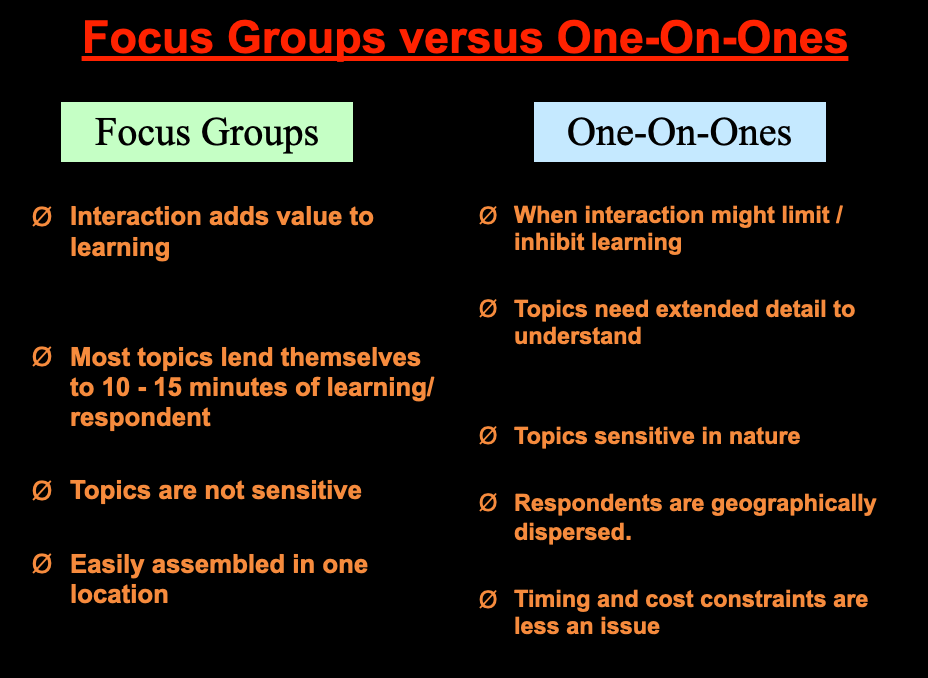 Focus Groups versus One-On-Ones
Focus Groups
Ø Interaction adds value to
learning
Ø Most topics lend themselves
to 10 - 15 minutes of learning/
respondent
Ø Topics are not sensitive
Ø Easily assembled in one
location
One-On-Ones
Ø When interaction might limit /
inhibit learning
Ø Topics need extended detail to
understand
Ø Topics sensitive in nature
Ø Respondents are geographically
dispersed.
Ø Timing and cost constraints are
less an issue